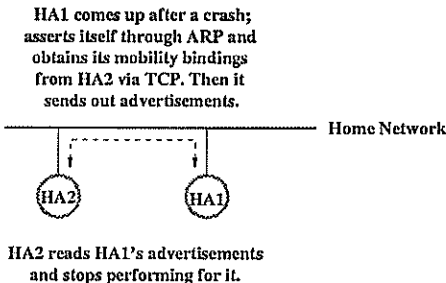 HA1 comes up after a crash;
asserts itself through ARP and
obtains its mobility bindings
from HA2 via TCP. Then it
sends out advertisements.
Home Network
HA2
HA1
HA2 reads HA1's advertisements
and stops performing for it.